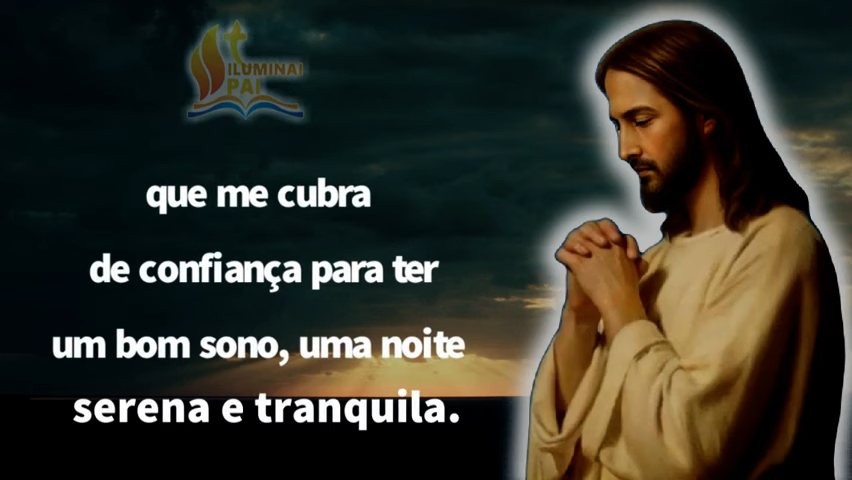 ILUMINAI
PAI
que me cubra
de confiança para ter
um bom sono, uma noite
serena e tranquila.